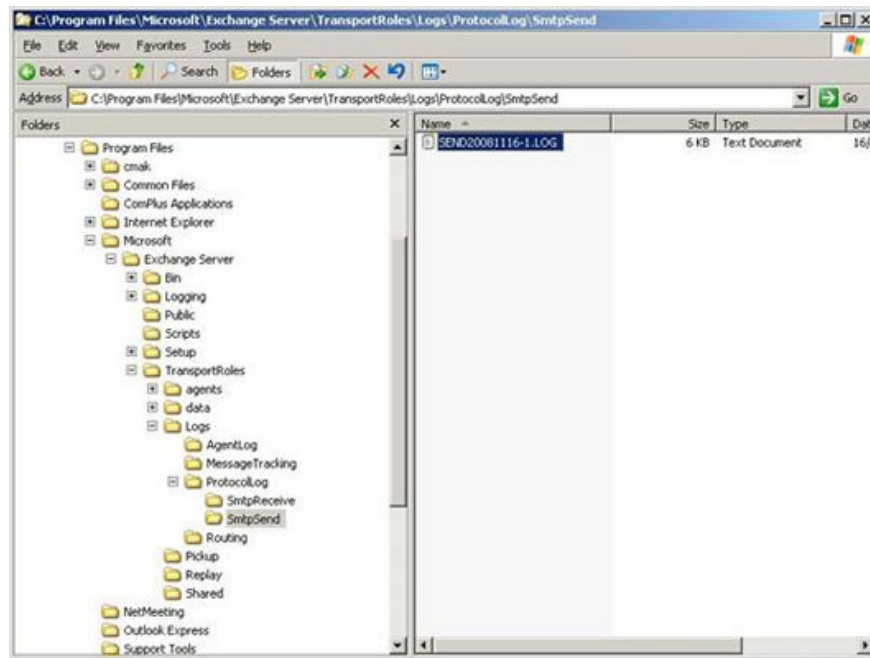 C:\Program Files\Microsoft\Exchange Server\TransportRoles\Logs\ProtocolLog\SmtpSend
File Edit View Favorites Tools Help
Back Search Folders
Address C:\Program Files\Microsoft\Exchange Server\TransportRoles\Logs\ProtocolLog\SmtpSend Go
Folders
Name Size Type Dat
SEND20081116-1.LOG 6 KB Text Document 16/
Program Files
cmak
Common Files
ComPlus Applications
Internet Explorer
Microsoft
Exchange Server
Bin
Logging
Public
Scripts
Setup
TransportRoles
agents
data
Logs
AgentLog
MessageTracking
ProtocolLog
SmtpReceive
SmtpSend
Routing
Pickup
Replay
Shared
NetMeeting
Outlook Express
Support Tools